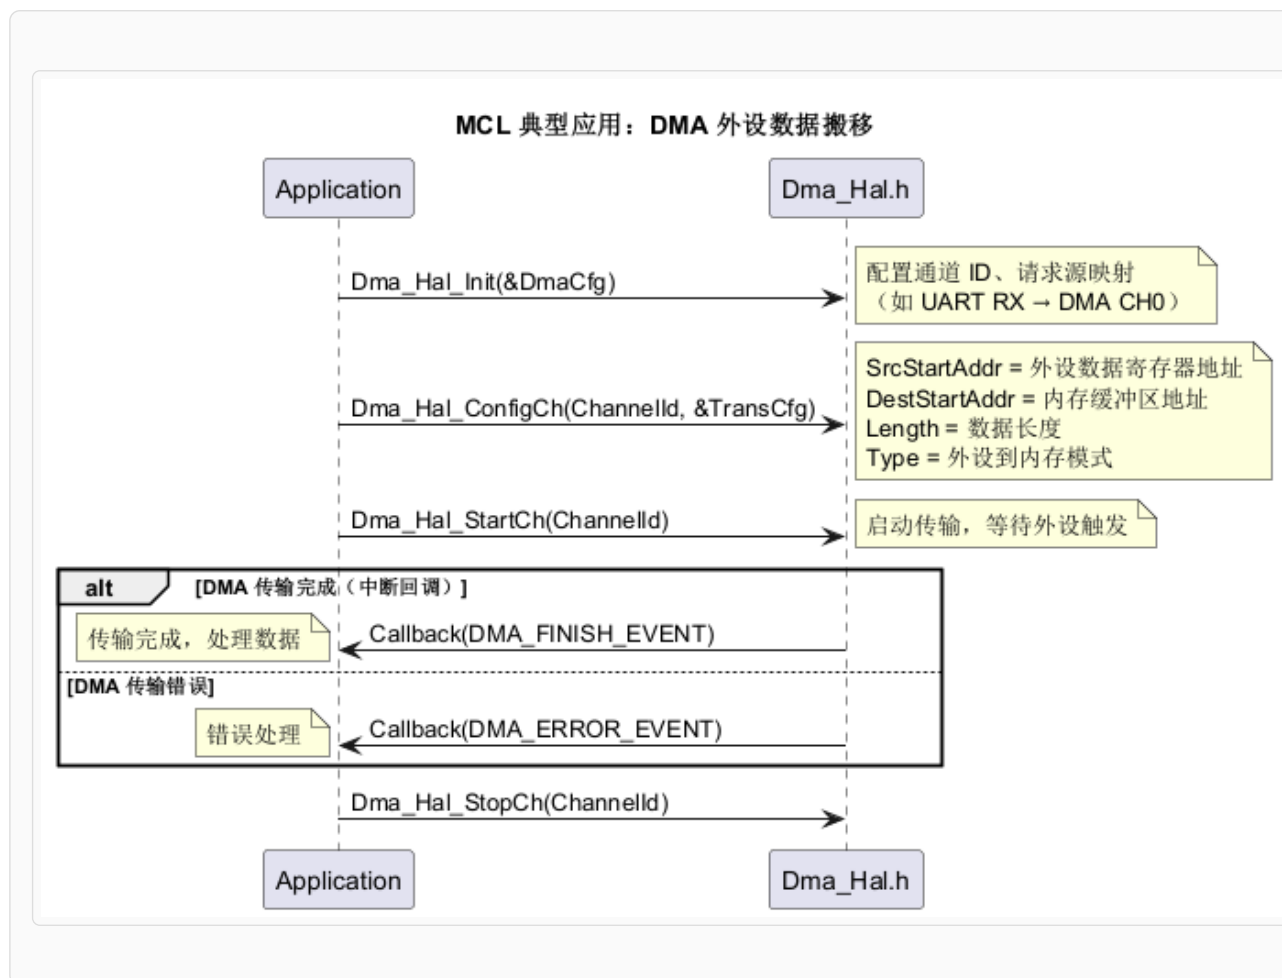 MCL 典型应用：DMA 外设数据搬移
Application
Dma_Hal.h
Dma_Hal_Init(&DmaCfg)
配置通道 ID、请求源映射
（如 UART RX → DMA CH0）
Dma_Hal_ConfigCh(ChannelId, &TransCfg)
SrcStartAddr = 外设数据寄存器地址
DestStartAddr = 内存缓冲区地址
Length = 数据长度
Type = 外设到内存模式
Dma_Hal_StartCh(ChannelId)
启动传输，等待外设触发
alt
[DMA 传输完成（中断回调）]
传输完成，处理数据
Callback(DMA_FINISH_EVENT)
[DMA 传输错误]
错误处理
Callback(DMA_ERROR_EVENT)
Dma_Hal_StopCh(ChannelId)
Application
Dma_Hal.h